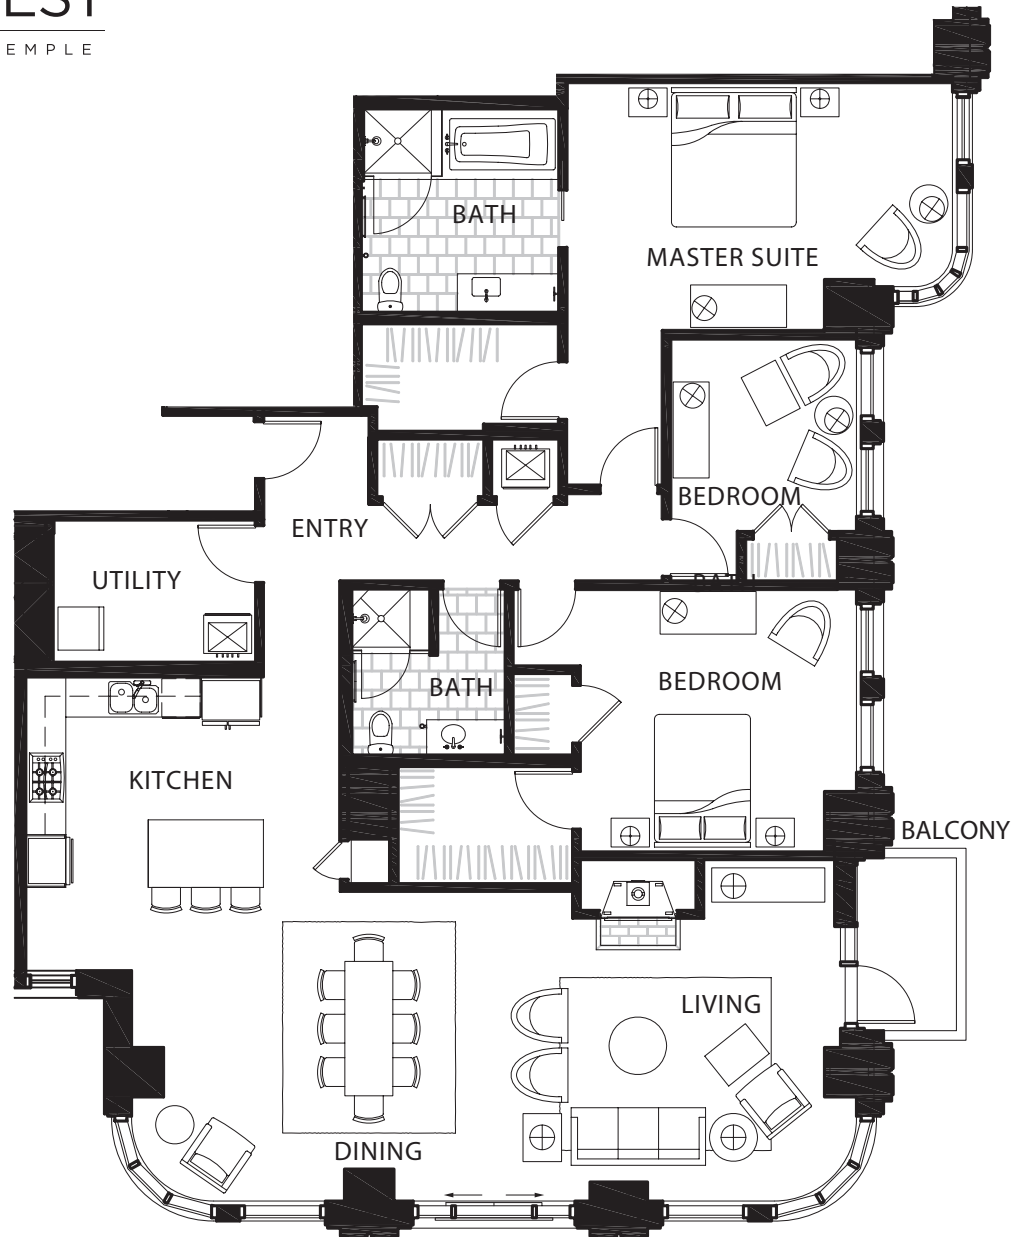 EMPLE
BATH
MASTER SUITE
BEDROOM
ENTRY
UTILITY
BATH
BEDROOM
KITCHEN
BALCONY
LIVING
DINING